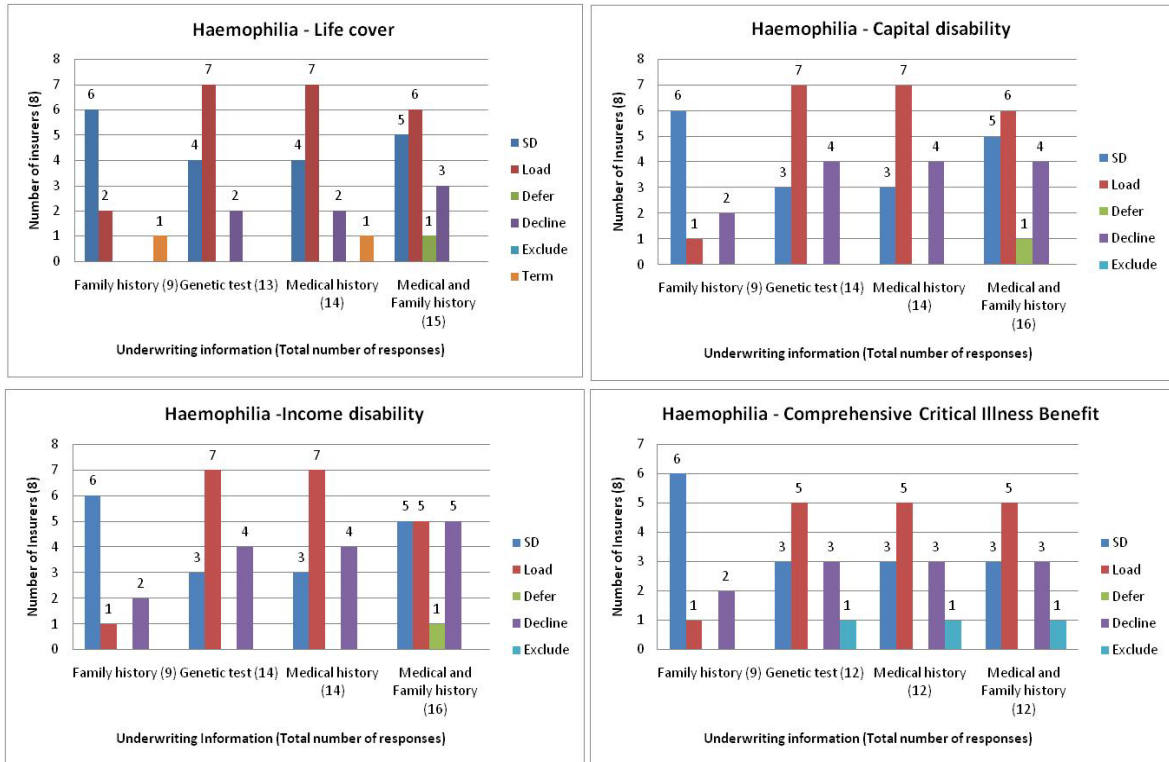 Haemophilia - Life cover
Number of insurers (8)
8
7
6
5
4
3
2
1
0
6
2
1
4
7
2
4
7
2
1
5
6
1
3
Family history (9) Genetic test (13) Medical history (14) Medical and Family history (15)
Underwriting information (Total number of responses)
SD
Load
Defer
Decline
Exclude
Term
Haemophilia - Capital disability
Number of Insurers (8)
8
7
6
5
4
3
2
1
0
6
1
2
3
7
4
3
7
4
5
6
1
4
Family history (9) Genetic test (14) Medical history (14) Medical and Family history (16)
Underwriting information (Total number of responses)
SD
Load
Defer
Decline
Exclude
Haemophilia -Income disability
Number of Insurers (8)
8
7
6
5
4
3
2
1
0
6
1
2
3
7
4
3
7
4
5
5
1
5
Family history (9) Genetic test (14) Medical history (14) Medical and Family history (16)
Underwriting Information (Total number of responses)
SD
Load
Defer
Decline
Exclude
Haemophilia - Comprehensive Critical Illness Benefit
Number of Insurers (8)
7
6
5
4
3
2
1
0
6
1
2
3
5
3
1
3
5
3
1
3
5
3
1
Family history (9) Genetic test (12) Medical history (12) Medical and Family history (12)
Underwriting information (Total number of responses)
SD
Load
Defer
Decline
Exclude